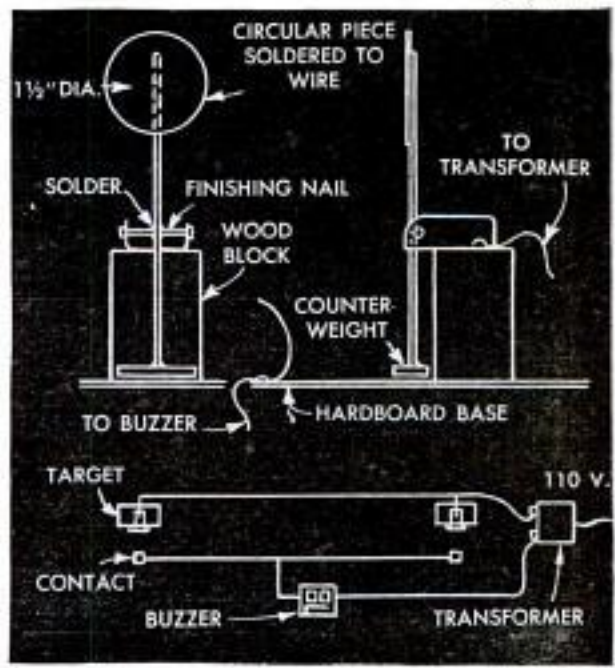 CIRCULAR PIECE
SOLDERED TO
WIRE
1½" DIA.
TO
TRANSFORMER
SOLDER
FINISHING NAIL
WOOD
BLOCK
COUNTER-
WEIGHT
TO BUZZER
HARDBOARD BASE
TARGET
110 V.
CONTACT
BUZZER
TRANSFORMER